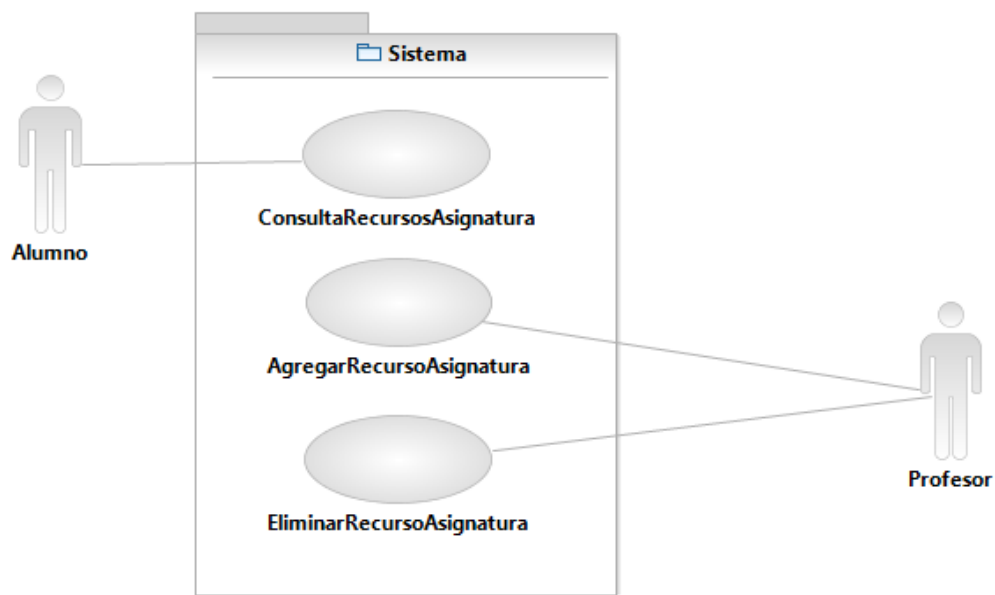 Sistema
ConsultaRecursosAsignatura
Alumno
AgregarRecursoAsignatura
Profesor
EliminarRecursoAsignatura